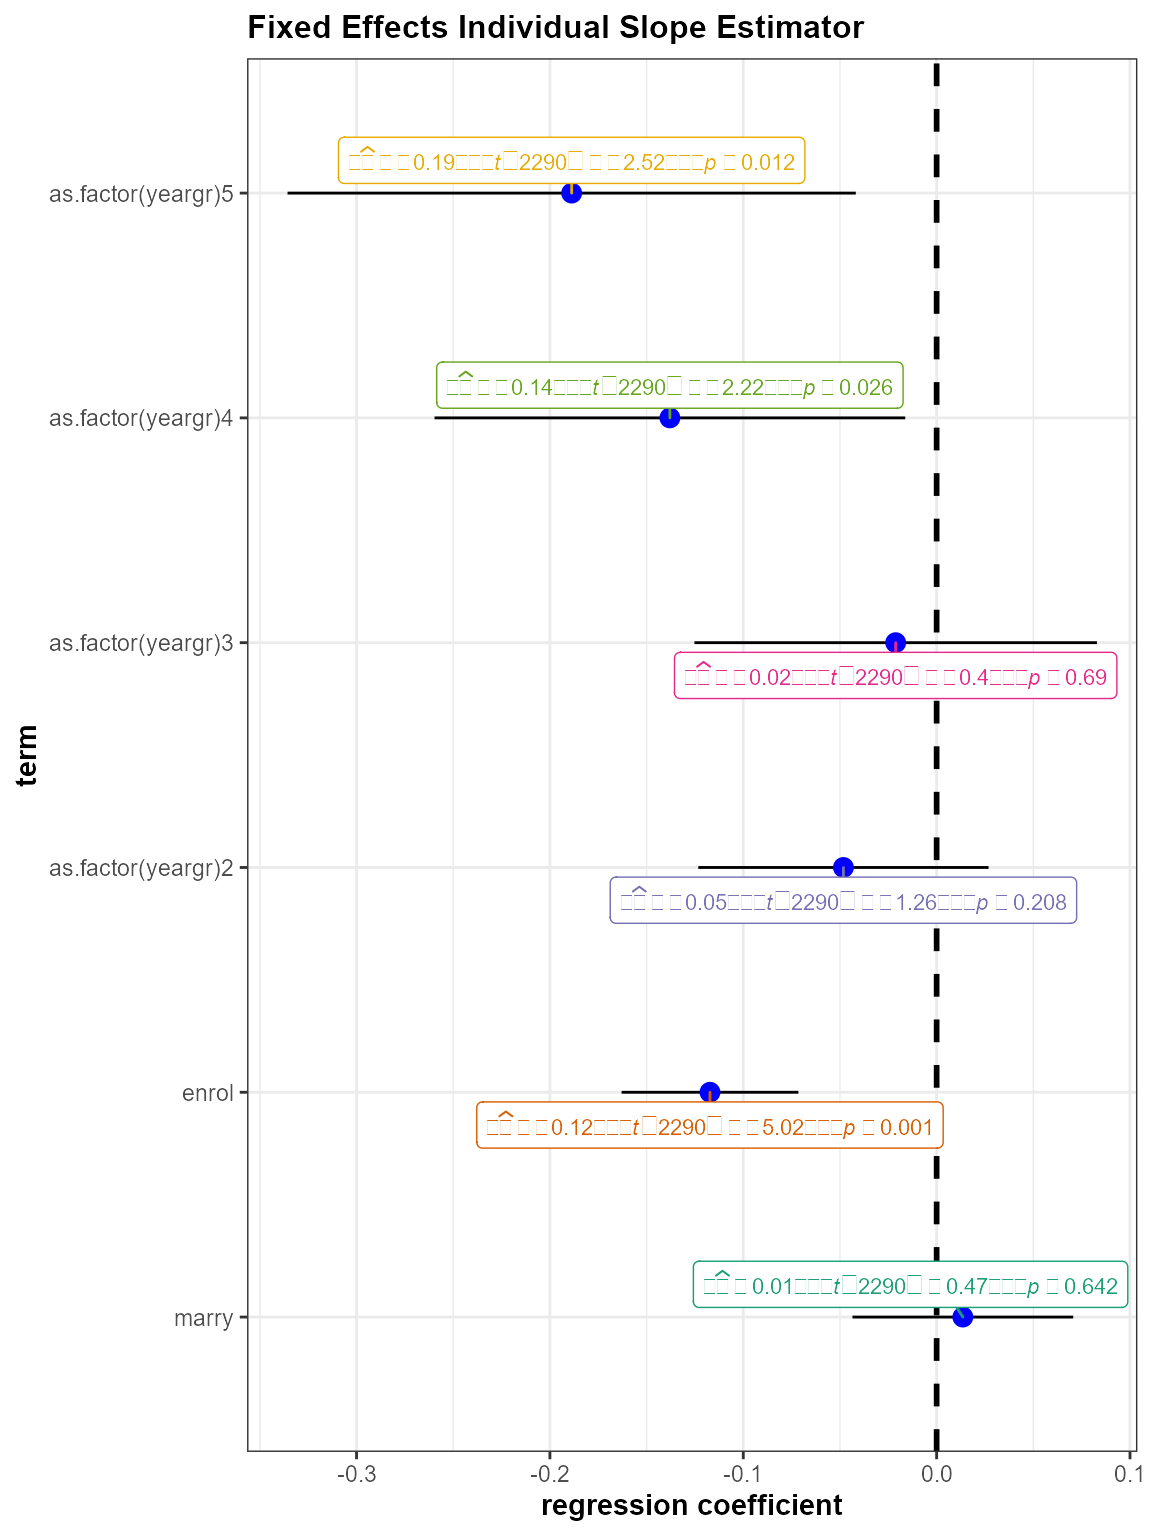 Fixed Effects Individual Slope Estimator
□□ □ □0.19□□□t□2290□ □ □2.52□□□p □ 0.012
as.factor(yeargr)5
□□ □ □0.14□□□t□2290□ □ □2.22□□□p □ 0.026
as.factor(yeargr)4
as.factor(yeargr)3
□□ □ □0.02□□□t□2290□ □ □0.4□□□p □ 0.69
term
as.factor(yeargr)2
□□ □ □0.05□□□t□2290□ □ □1.26□□□p □ 0.208
enrol
□□ □ □0.12□□□t□2290□ □ □5.02□□□p □ 0.001
□□ □ 0.01□□□t□2290□ □ 0.47□□□p □ 0.642
marry
-0.3 -0.2 -0.1 0.0 0.1
regression coefficient